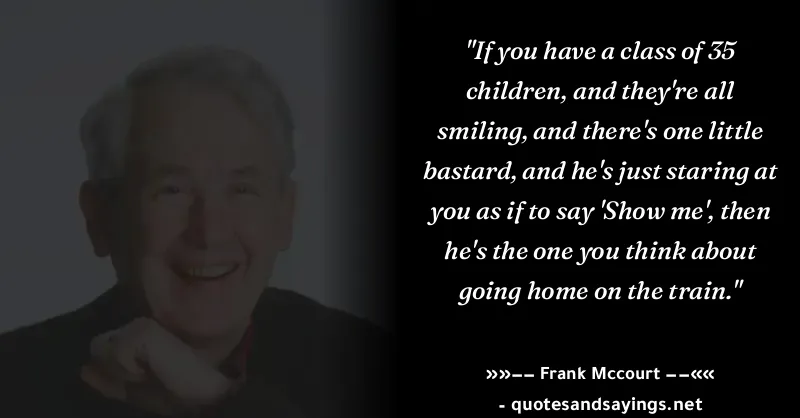 "If you have a class of 35
children, and they're all
smiling, and there's one little
bastard, and he's just staring at
you as if to say 'Show me', then
he's the one you think about
going home on the train."
»»−− Frank Mccourt −−««
- quotesandsayings.net